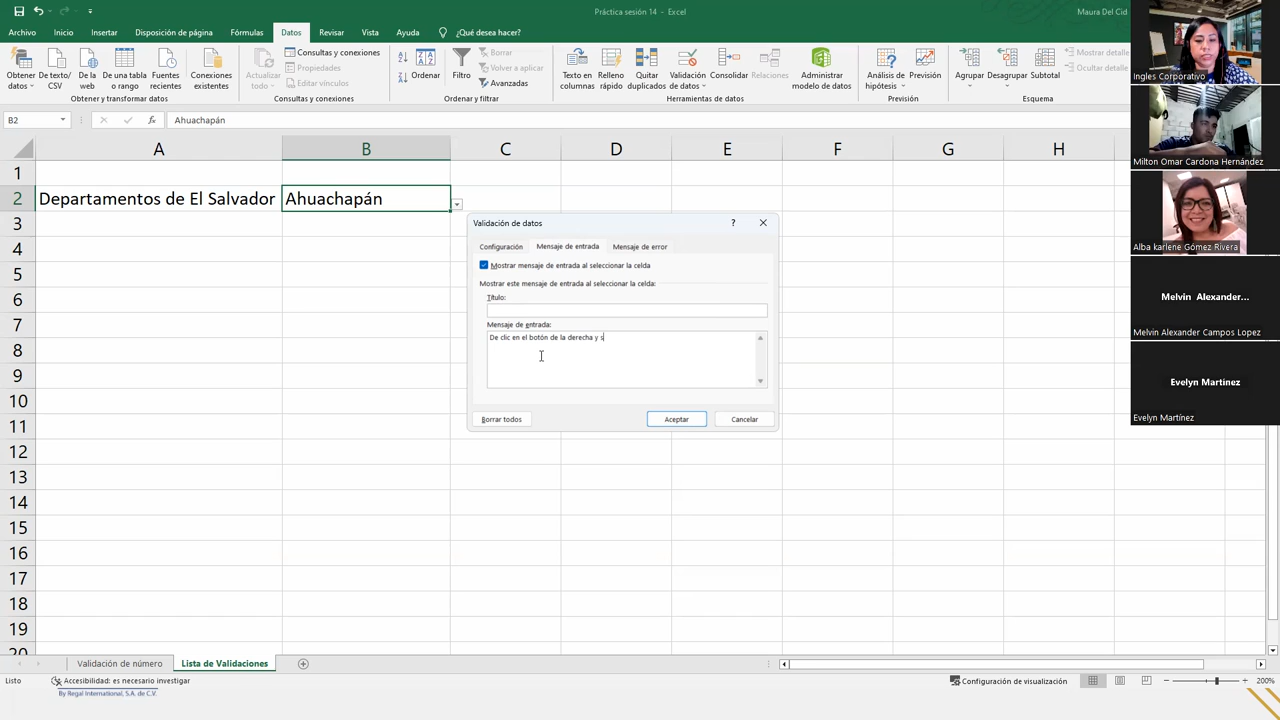 Práctica sesión 14 - Excel
Maura Del Cid
Archivo
Inicio
Insertar
Disposición de página
Fórmulas
Datos
Revisar
Vista
Ayuda
¿Qué desea hacer?
Obtener datos
De texto/CSV
De la web
De una tabla o rango
Fuentes recientes
Conexiones existentes
Obtener y transformar datos
Actualizar todo
Consultas y conexiones
Propiedades
Editar vínculos
Consultas y conexiones
Ordenar
Filtro
Borrar
Volver a aplicar
Avanzadas
Ordenar y filtrar
Texto en columnas
Relleno rápido
Quitar duplicados
Validación de datos
Consolidar
Relaciones
Administrar modelo de datos
Herramientas de datos
Análisis de hipótesis
Previsión
Previsión
Agrupar
Desagrupar
Subtotal
Mostrar detalle
Ocultar detalle
Esquema
B2
Ahuachapán
A B C D E F G H
1
2 Departamentos de El Salvador Ahuachapán
3
4
5
6
7
8
9
10
11
12
13
14
15
16
17
18
19
20
Validación de datos
?
Configuración
Mensaje de entrada
Mensaje de error
Mostrar mensaje de entrada al seleccionar la celda
Mostrar este mensaje de entrada al seleccionar la celda:
Título:
Mensaje de entrada:
De clic en el botón de la derecha y s
Borrar todos
Aceptar
Cancelar
Ingles Corporativo
Milton Omar Cardona Hernández
Alba karlene Gómez Rivera
Melvin Alexander...
Melvin Alexander Campos Lopez
Evelyn Martinez
Evelyn Martínez
Validación de número
Lista de Validaciones
Listo
Accesibilidad: es necesario investigar
Configuración de visualización
200%
By Regal International, S.A. de C.V.